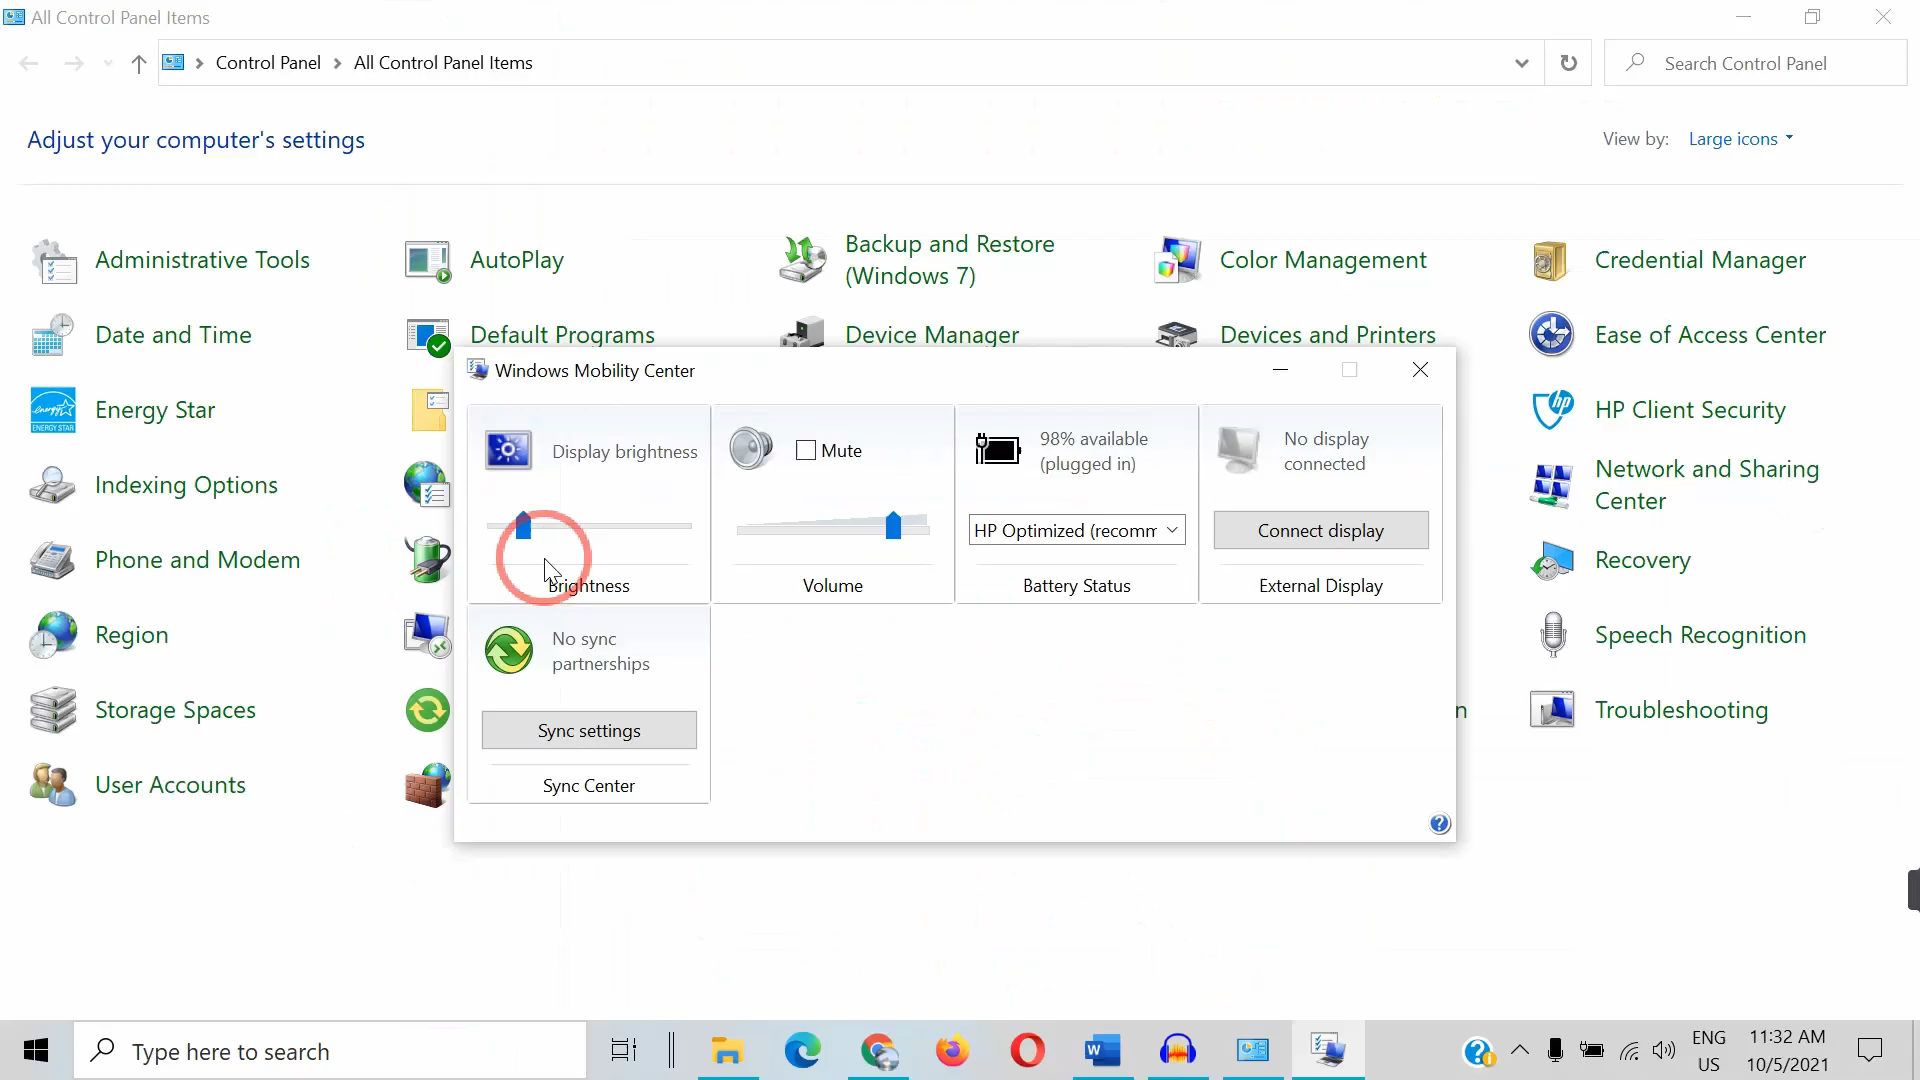 All Control Panel Items
Control Panel
All Control Panel Items
Search Control Panel
Adjust your computer's settings
View by:
Large icons
Administrative Tools
AutoPlay
Backup and Restore
(Windows 7)
Color Management
Credential Manager
Date and Time
Default Programs
Device Manager
Devices and Printers
Ease of Access Center
Energy Star
HP Client Security
Indexing Options
Network and Sharing
Center
Phone and Modem
Recovery
Region
Speech Recognition
Storage Spaces
n
Troubleshooting
User Accounts
Windows Mobility Center
Display brightness
Brightness
Mute
Volume
98% available
(plugged in)
HP Optimized (recomm
Battery Status
No display
connected
Connect display
External Display
No sync
partnerships
Sync settings
Sync Center
Type here to search
ENG
US
11:32 AM
10/5/2021